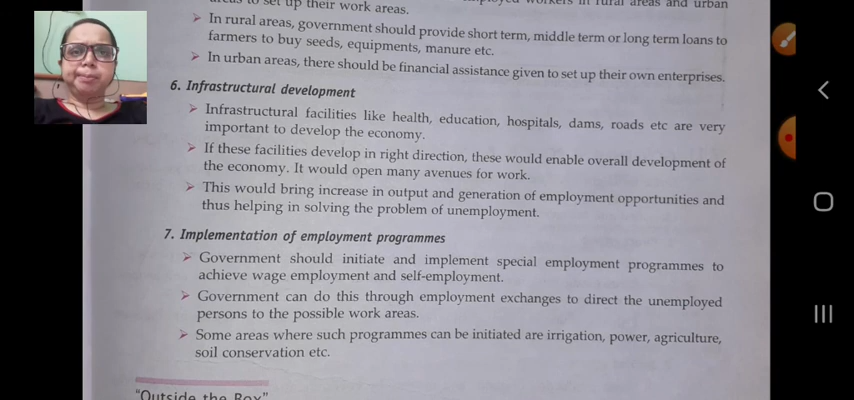 areas to set up their work areas.
workers in rural areas and urban
➢ In rural areas, government should provide short term, middle term or long term loans to
farmers to buy seeds, equipments, manure etc.
➢ In urban areas, there should be financial assistance given to set up their own enterprises.
6. Infrastructural development
➢ Infrastructural facilities like health, education, hospitals, dams, roads etc are very
important to develop the economy.
➢ If these facilities develop in right direction, these would enable overall development of
the economy. It would open many avenues for work.
➢ This would bring increase in output and generation of employment opportunities and
thus helping in solving the problem of unemployment.
7. Implementation of employment programmes
➢ Government should initiate and implement special employment programmes to
achieve wage employment and self-employment.
➢ Government can do this through employment exchanges to direct the unemployed
persons to the possible work areas.
➢ Some areas where such programmes can be initiated are irrigation, power, agriculture,
soil conservation etc.
"Outside the Box"